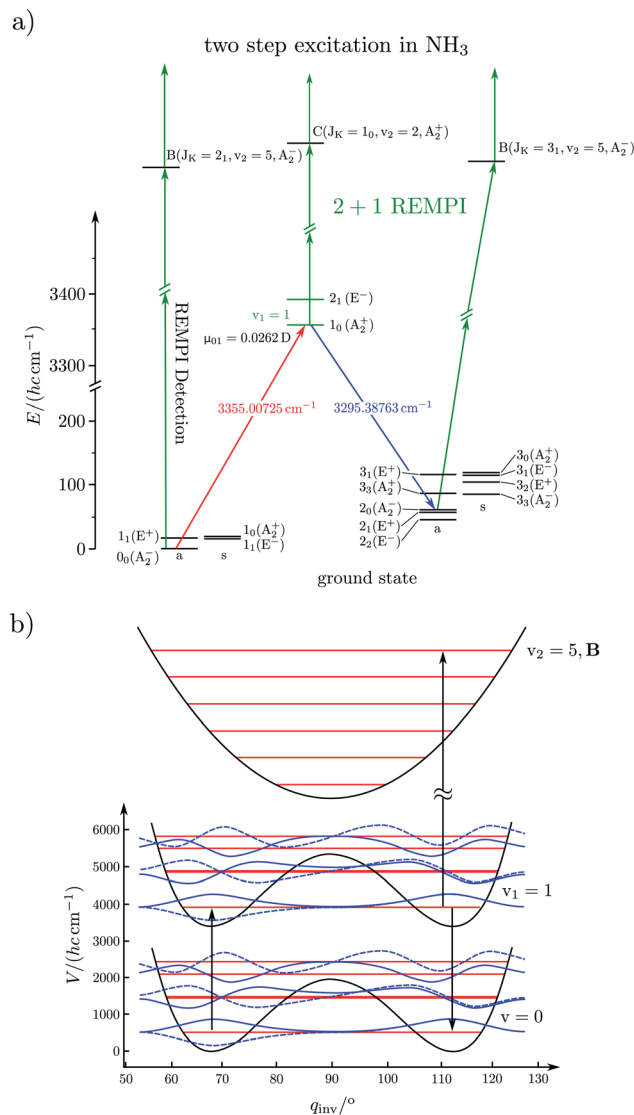 a)
two step excitation in NH₃
C(J_K = 1₀, v₂ = 2, A₂⁺)
B(J_K = 2₁, v₂ = 5, A₂⁻)
B(J_K = 3₁, v₂ = 5, A₂⁻)
2 + 1 REMPI
REMPI Detection
E/(hc cm⁻¹)
3400
3300
200
100
0
2₁(E⁻)
v₁ = 1
1₀(A₂⁺)
μ₀₁ = 0.0262 D
3355.00725 cm⁻¹
3295.38763 cm⁻¹
3₁(E⁺)
3₃(A₂⁺)
2₀(A₂⁻)
2₁(E⁺)
2₂(E⁻)
a
3₀(A₂⁺)
3₁(E⁻)
3₂(E⁺)
3₃(A₂⁻)
s
1₁(E⁺)
0₀(A₂⁻)
a
s
1₀(A₂⁺)
1₁(E⁻)
ground state
b)
v₂ = 5, B
V/(hc cm⁻¹)
6000
5000
4000
3000
2000
1000
0
v₁ = 1
v = 0
50 60 70 80 90 100 110 120 130
q_inv/°